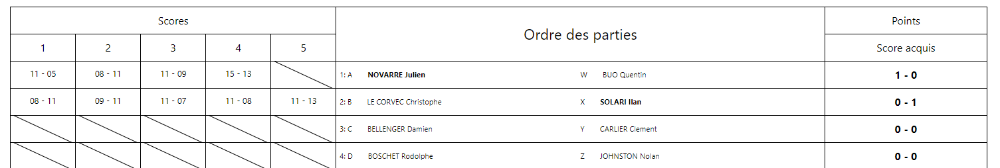 Scores Ordre des parties Points
1 2 3 4 5 Score acquis
11 - 05 08 - 11 11 - 09 15 - 13 1: A NOVARRE Julien W BUO Quentin 1 - 0
08 - 11 09 - 11 11 - 07 11 - 08 11 - 13 2: B LE CORVEC Christophe X SOLARI Ilan 0 - 1
3: C BELLENGER Damien Y CARLIER Clement 0 - 0
4: D BOSCHET Rodolphe Z JOHNSTON Nolan 0 - 0